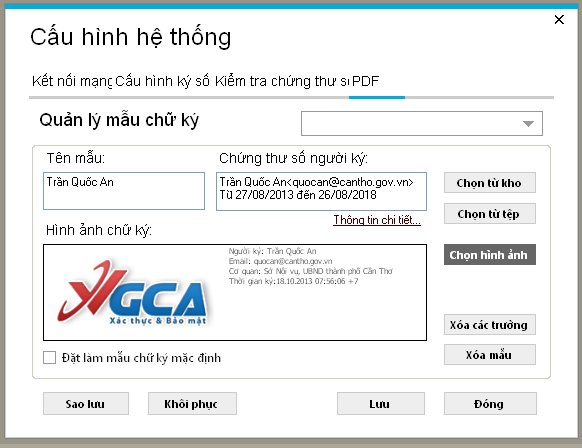 Cấu hình hệ thống
Kết nối mạng Cấu hình ký số Kiểm tra chứng thư số PDF
Quản lý mẫu chữ ký
Tên mẫu:
Chứng thư số người ký:
Trần Quốc An
Trần Quốc An<quocan@cantho.gov.vn>
Từ 27/08/2013 đến 26/08/2018
Chọn từ kho
Chọn từ tệp
Thông tin chi tiết...
Hình ảnh chữ ký:
Chọn hình ảnh
VGCA
Xác thực & Bảo mật
Người ký: Trần Quốc An
Email: quocan@cantho.gov.vn
Cơ quan: Sở Nội vụ, UBND thành phố Cần Thơ
Thời gian ký:18.10.2013 07:56:06 +7
Xóa các trường
Xóa mẫu
Đặt làm mẫu chữ ký mặc định
Sao lưu
Khôi phục
Lưu
Đóng